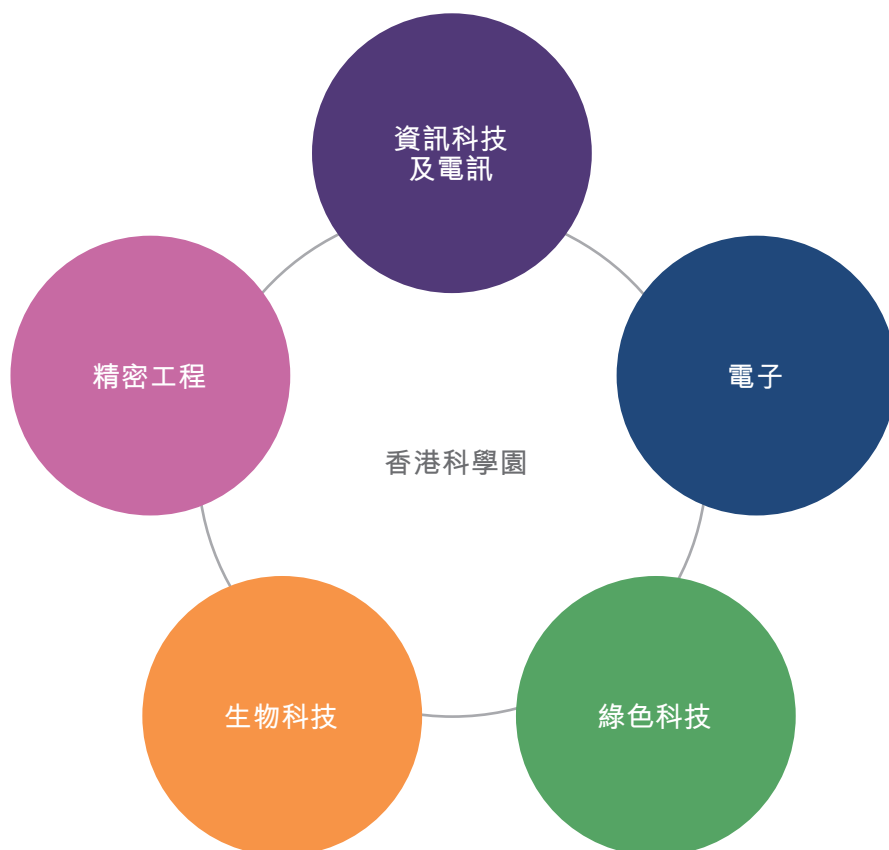 資訊科技
及電訊
精密工程
電子
香港科學園
生物科技
綠色科技